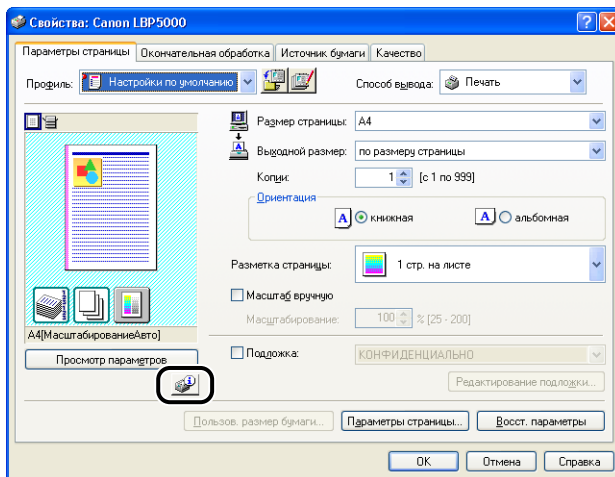 Свойства: Canon LBP5000
Параметры страницы Окончательная обработка Источник бумаги Качество
Профиль: Настройки по умолчанию Способ вывода: Печать
Размер страницы: A4
Выходной размер: по размеру страницы
Копии: 1 [с 1 по 999]
Ориентация
A книжная A альбомная
Разметка страницы: 1 стр. на листе
Масштаб вручную
Масштабирование: 100 % [25 - 200]
A4[МасштабированиеАвто]
Просмотр параметров
Подложка: КОНФИДЕНЦИАЛЬНО
Редактирование подложки...
Пользов. размер бумаги... Параметры страницы... Восст. параметры
OK Отмена Справка